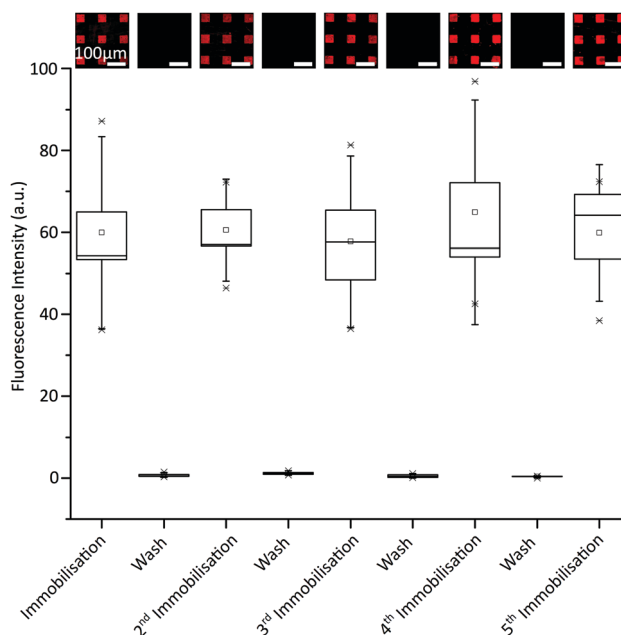 100µm
100
80
60
40
20
0
Fluorescence Intensity (a.u.)
Immobilisation
Wash
2nd Immobilisation
Wash
3rd Immobilisation
Wash
4th Immobilisation
Wash
5th Immobilisation